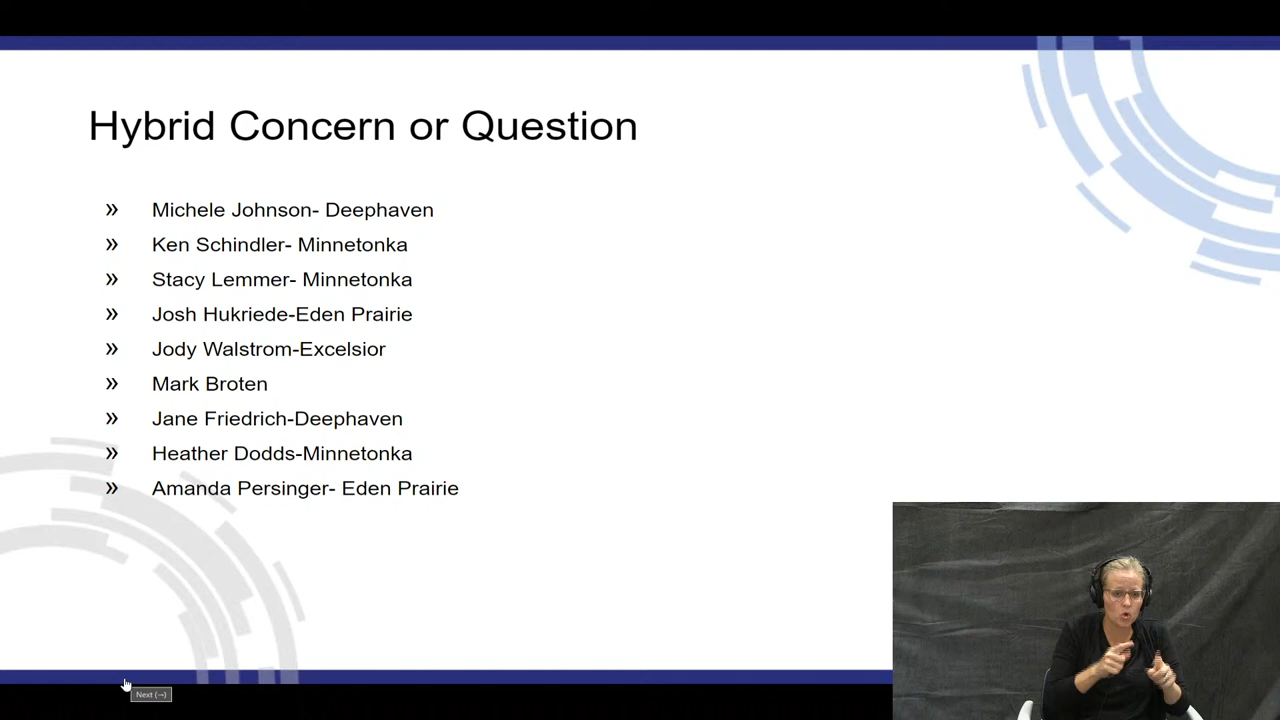 Hybrid Concern or Question
» Michele Johnson- Deephaven
» Ken Schindler- Minnetonka
» Stacy Lemmer- Minnetonka
» Josh Hukriede-Eden Prairie
» Jody Walstrom-Excelsior
» Mark Broten
» Jane Friedrich-Deephaven
» Heather Dodds-Minnetonka
» Amanda Persinger- Eden Prairie
Next (→)